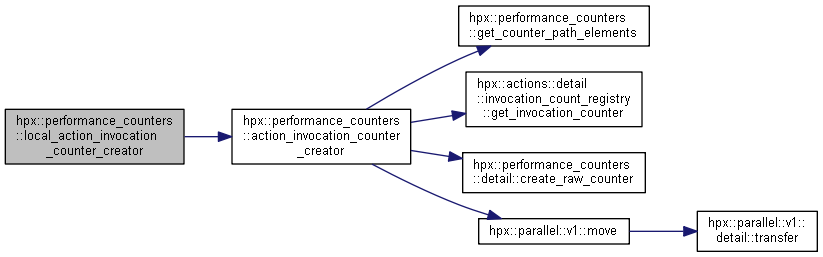 hpx::performance_counters
::local_action_invocation
_counter_creator
hpx::performance_counters
::action_invocation_counter
_creator
hpx::performance_counters
::get_counter_path_elements
hpx::actions::detail
::invocation_count_registry
::get_invocation_counter
hpx::performance_counters
::detail::create_raw_counter
hpx::parallel::v1::move
hpx::parallel::v1::
detail::transfer